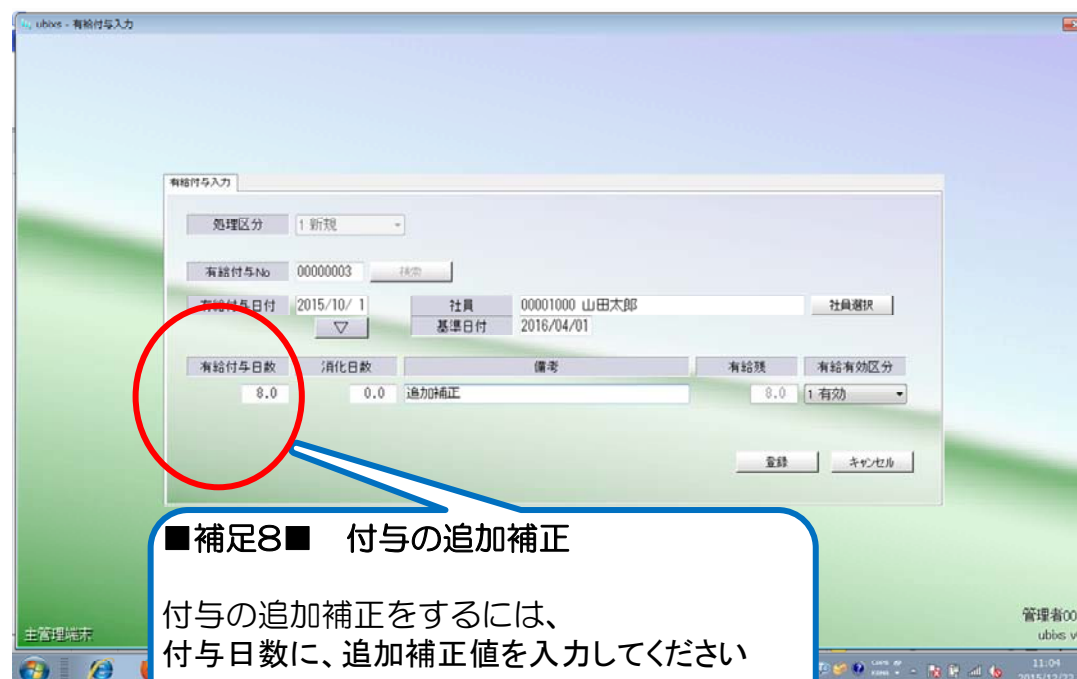 ubixs - 有給付与入力
有給付与入力
処理区分 1 新規
有給付与No 00000003 検索
有給付与日付 2015/10/ 1 社員 00001000 山田太郎 社員選択
▽ 基準日付 2016/04/01
有給付与日数 消化日数 備考 有給残 有給有効区分
8.0 0.0 追加補正 8.0 1 有効
登録 キャンセル
■補足8■ 付与の追加補正
付与の追加補正をするには、
付与日数に、追加補正値を入力してください
管理者00
主管理端末 ubixs v
11:04
2015/12/22